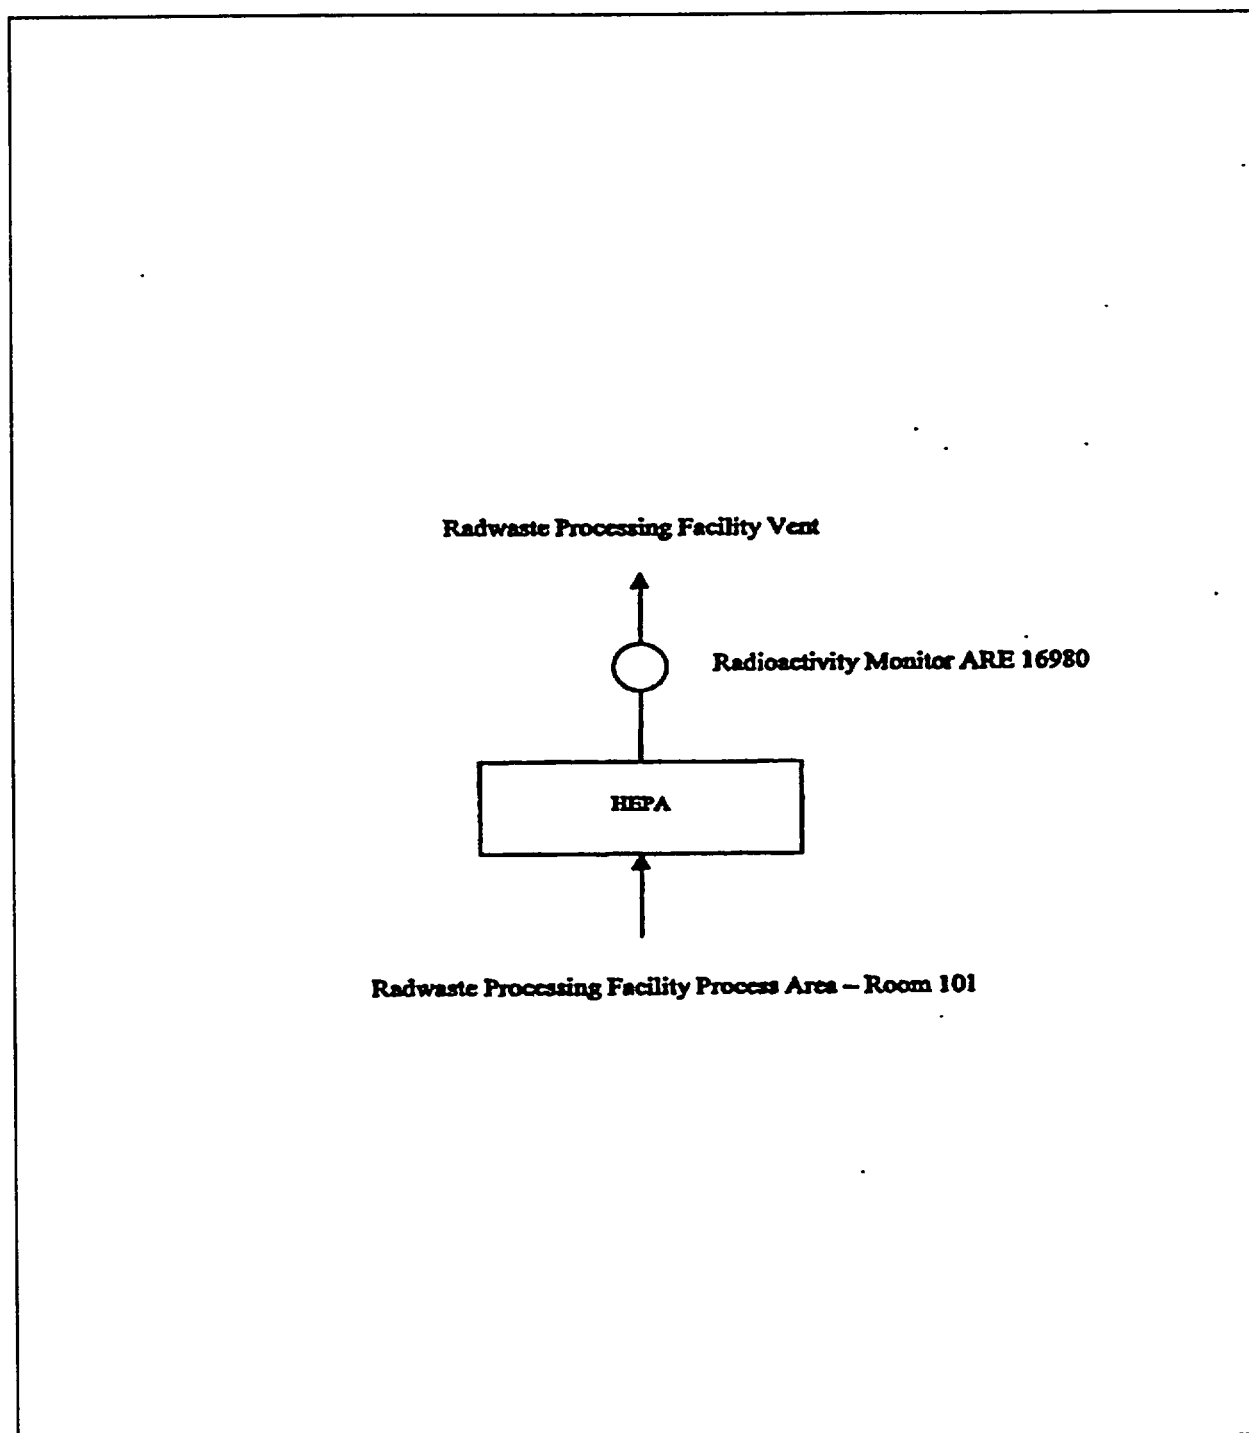 Radwaste Processing Facility Vent
Radioactivity Monitor ARE 16980
HEPA
Radwaste Processing Facility Process Area – Room 101